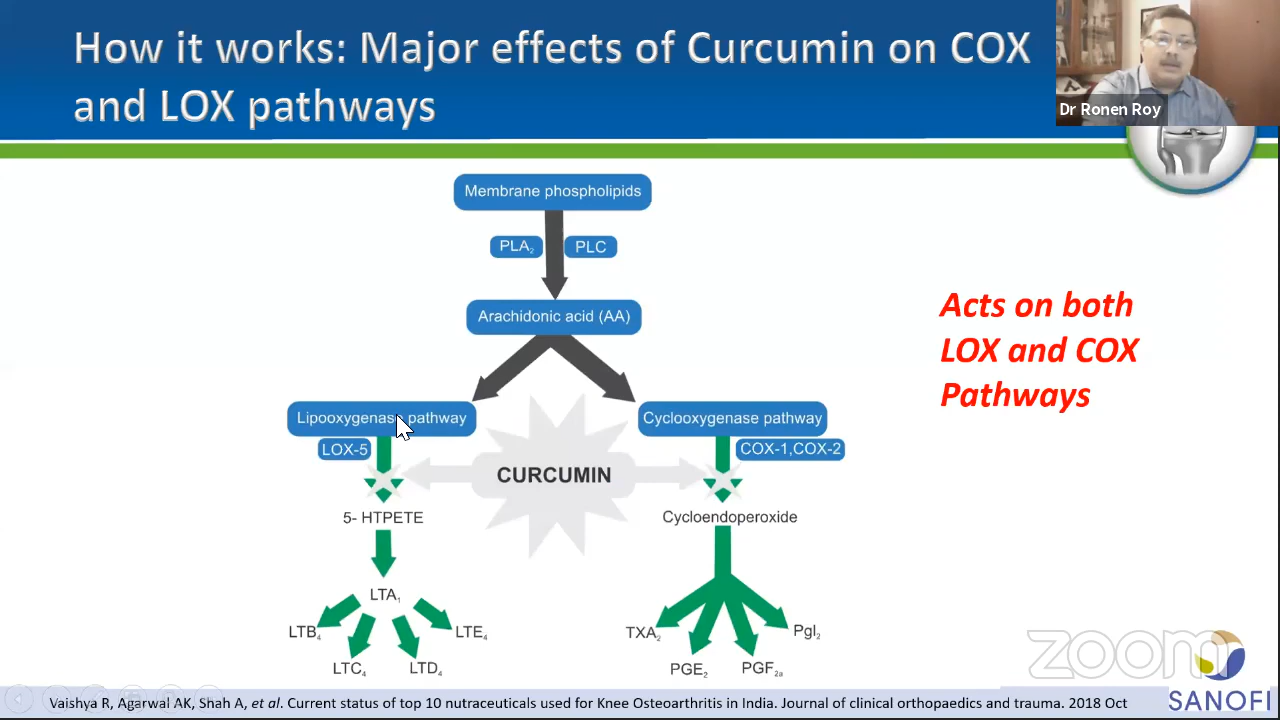 How it works: Major effects of Curcumin on COX
and LOX pathways
Dr Ronen Roy
Membrane phospholipids
PLA₂ PLC
Arachidonic acid (AA)
Acts on both
LOX and COX
Pathways
Lipooxygenase pathway Cyclooxygenase pathway
LOX-5 COX-1,COX-2
CURCUMIN
5- HTPETE Cycloendoperoxide
LTA₁
LTB₄ LTE₄ TXA₂ PgI₂
LTC₄ LTD₄ PGE₂ PGF₂ₐ
zoom
SANOFI
Vaishya R, Agarwal AK, Shah A, et al. Current status of top 10 nutraceuticals used for Knee Osteoarthritis in India. Journal of clinical orthopaedics and trauma. 2018 Oct